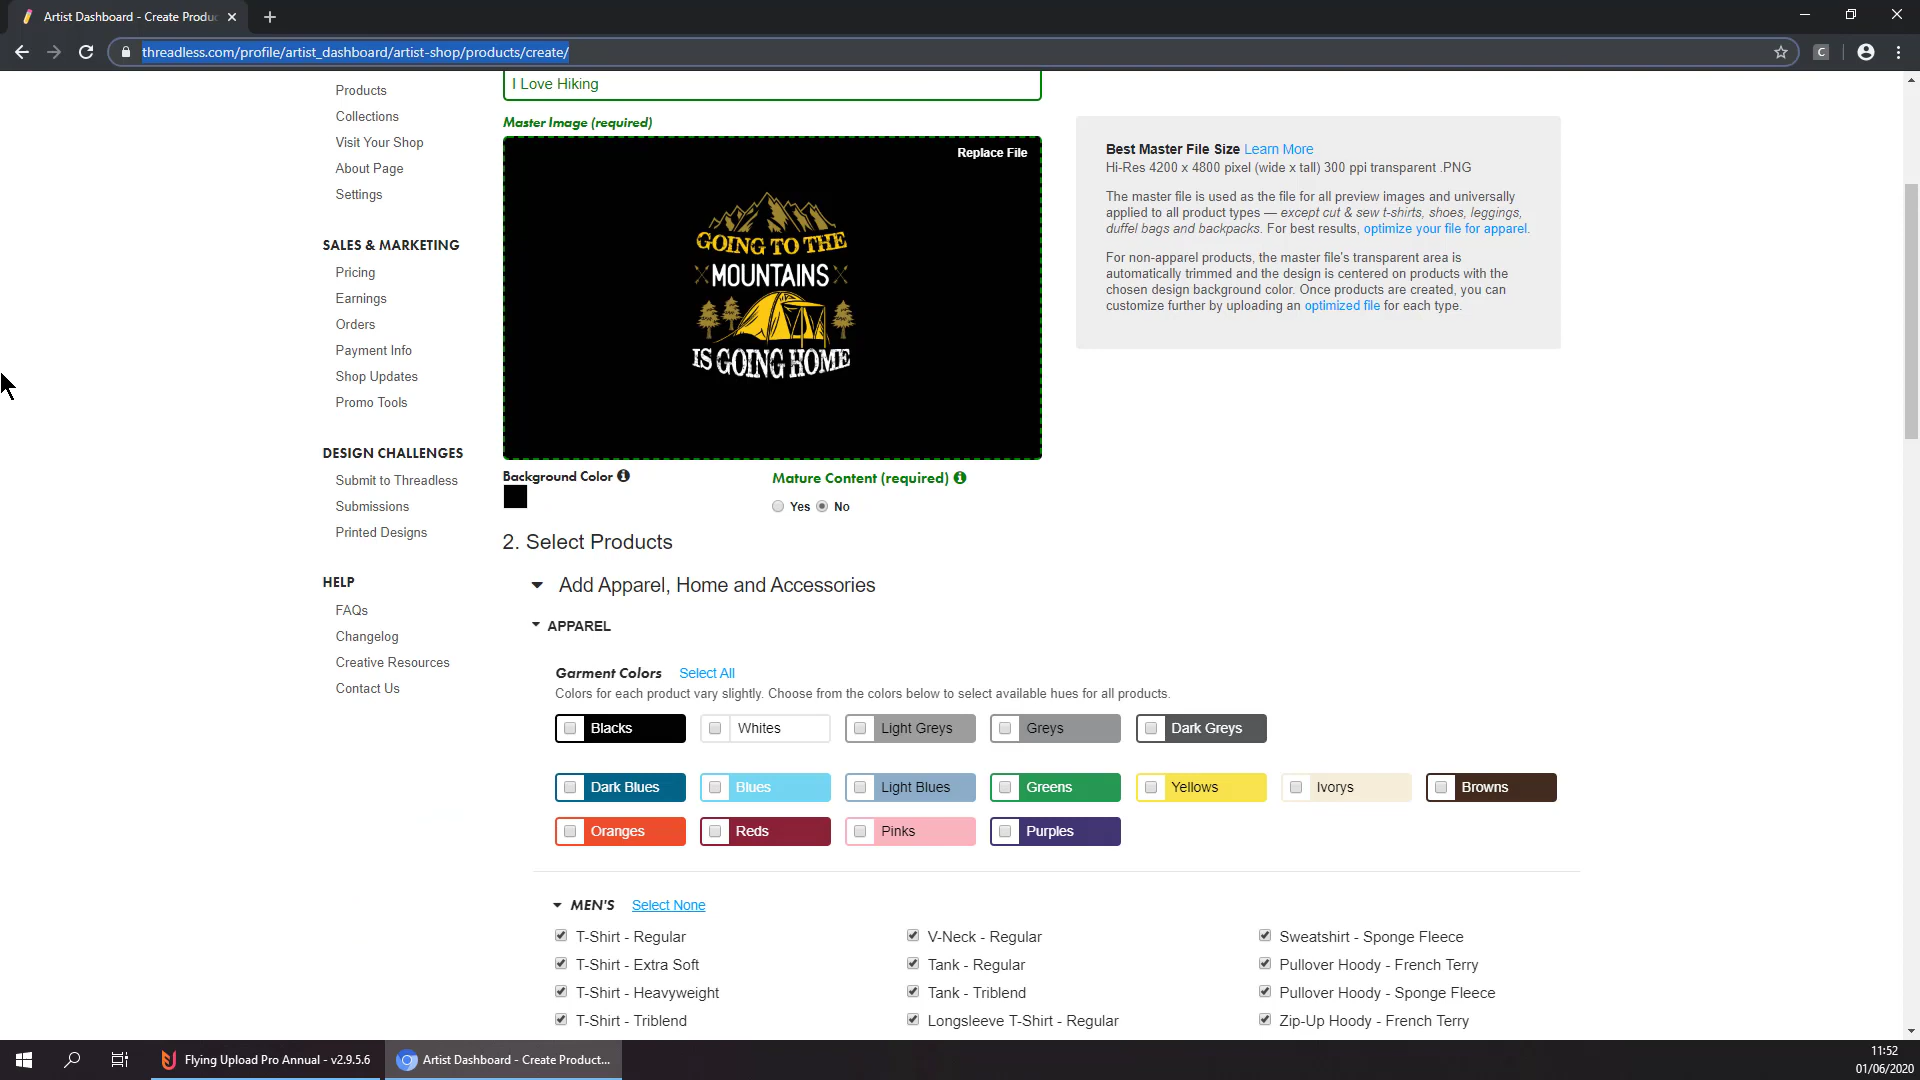 Artist Dashboard - Create Produc
threadless.com/profile/artist_dashboard/artist-shop/products/create/
C
Products
Collections
Visit Your Shop
About Page
Settings
SALES & MARKETING
Pricing
Earnings
Orders
Payment Info
Shop Updates
Promo Tools
DESIGN CHALLENGES
Submit to Threadless
Submissions
Printed Designs
HELP
FAQs
Changelog
Creative Resources
Contact Us
I Love Hiking
Master Image (required)
Replace File
GOING TO THE
MOUNTAINS
IS GOING HOME
Background Color
Mature Content (required)
Yes No
Best Master File Size Learn More
Hi-Res 4200 x 4800 pixel (wide x tall) 300 ppi transparent .PNG
The master file is used as the file for all preview images and universally
applied to all product types — except cut & sew t-shirts, shoes, leggings,
duffel bags and backpacks. For best results, optimize your file for apparel.
For non-apparel products, the master file's transparent area is
automatically trimmed and the design is centered on products with the
chosen design background color. Once products are created, you can
customize further by uploading an optimized file for each type.
2. Select Products
Add Apparel, Home and Accessories
APPAREL
Garment Colors Select All
Colors for each product vary slightly. Choose from the colors below to select available hues for all products.
Blacks Whites Light Greys Greys Dark Greys
Dark Blues Blues Light Blues Greens Yellows Ivorys Browns
Oranges Reds Pinks Purples
MEN'S Select None
T-Shirt - Regular V-Neck - Regular Sweatshirt - Sponge Fleece
T-Shirt - Extra Soft Tank - Regular Pullover Hoody - French Terry
T-Shirt - Heavyweight Tank - Triblend Pullover Hoody - Sponge Fleece
T-Shirt - Triblend Longsleeve T-Shirt - Regular Zip-Up Hoody - French Terry
Flying Upload Pro Annual - v2.9.5.6
Artist Dashboard - Create Product...
11:52
01/06/2020